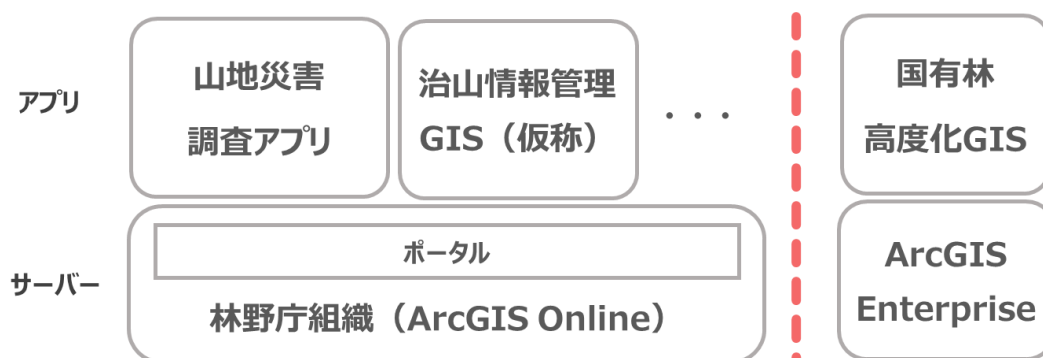 アプリ
山地災害
調査アプリ
治山情報管理
GIS（仮称）
・・・
国有林
高度化GIS
サーバー
ポータル
林野庁組織（ArcGIS Online）
ArcGIS
Enterprise